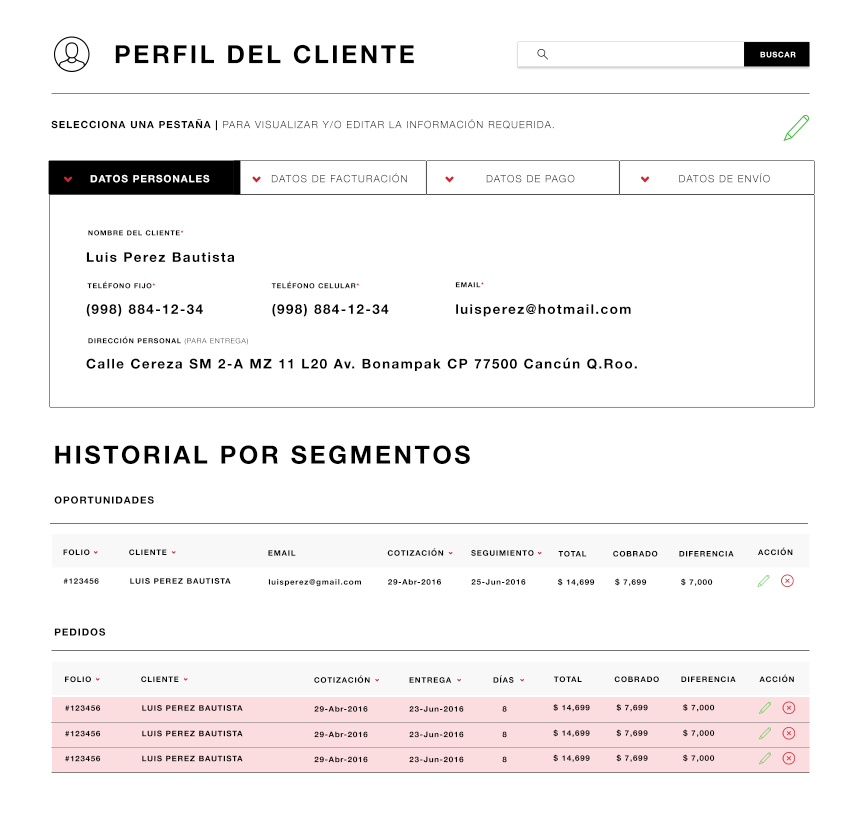 PERFIL DEL CLIENTE
BUSCAR
SELECCIONA UNA PESTAÑA | PARA VISUALIZAR Y/O EDITAR LA INFORMACIÓN REQUERIDA.
DATOS PERSONALES DATOS DE FACTURACIÓN DATOS DE PAGO DATOS DE ENVÍO
NOMBRE DEL CLIENTE*
Luis Perez Bautista
TELÉFONO FIJO* TELÉFONO CELULAR* EMAIL*
(998) 884-12-34 (998) 884-12-34 luisperez@hotmail.com
DIRECCIÓN PERSONAL (PARA ENTREGA)
Calle Cereza SM 2-A MZ 11 L20 Av. Bonampak CP 77500 Cancún Q.Roo.
HISTORIAL POR SEGMENTOS
OPORTUNIDADES
FOLIO CLIENTE EMAIL COTIZACIÓN SEGUIMIENTO TOTAL COBRADO DIFERENCIA ACCIÓN
#123456 LUIS PEREZ BAUTISTA luisperez@gmail.com 29-Abr-2016 25-Jun-2016 $ 14,699 $ 7,699 $ 7,000
PEDIDOS
FOLIO CLIENTE COTIZACIÓN ENTREGA DÍAS TOTAL COBRADO DIFERENCIA ACCIÓN
#123456 LUIS PEREZ BAUTISTA 29-Abr-2016 23-Jun-2016 8 $ 14,699 $ 7,699 $ 7,000
#123456 LUIS PEREZ BAUTISTA 29-Abr-2016 23-Jun-2016 8 $ 14,699 $ 7,699 $ 7,000
#123456 LUIS PEREZ BAUTISTA 29-Abr-2016 23-Jun-2016 8 $ 14,699 $ 7,699 $ 7,000